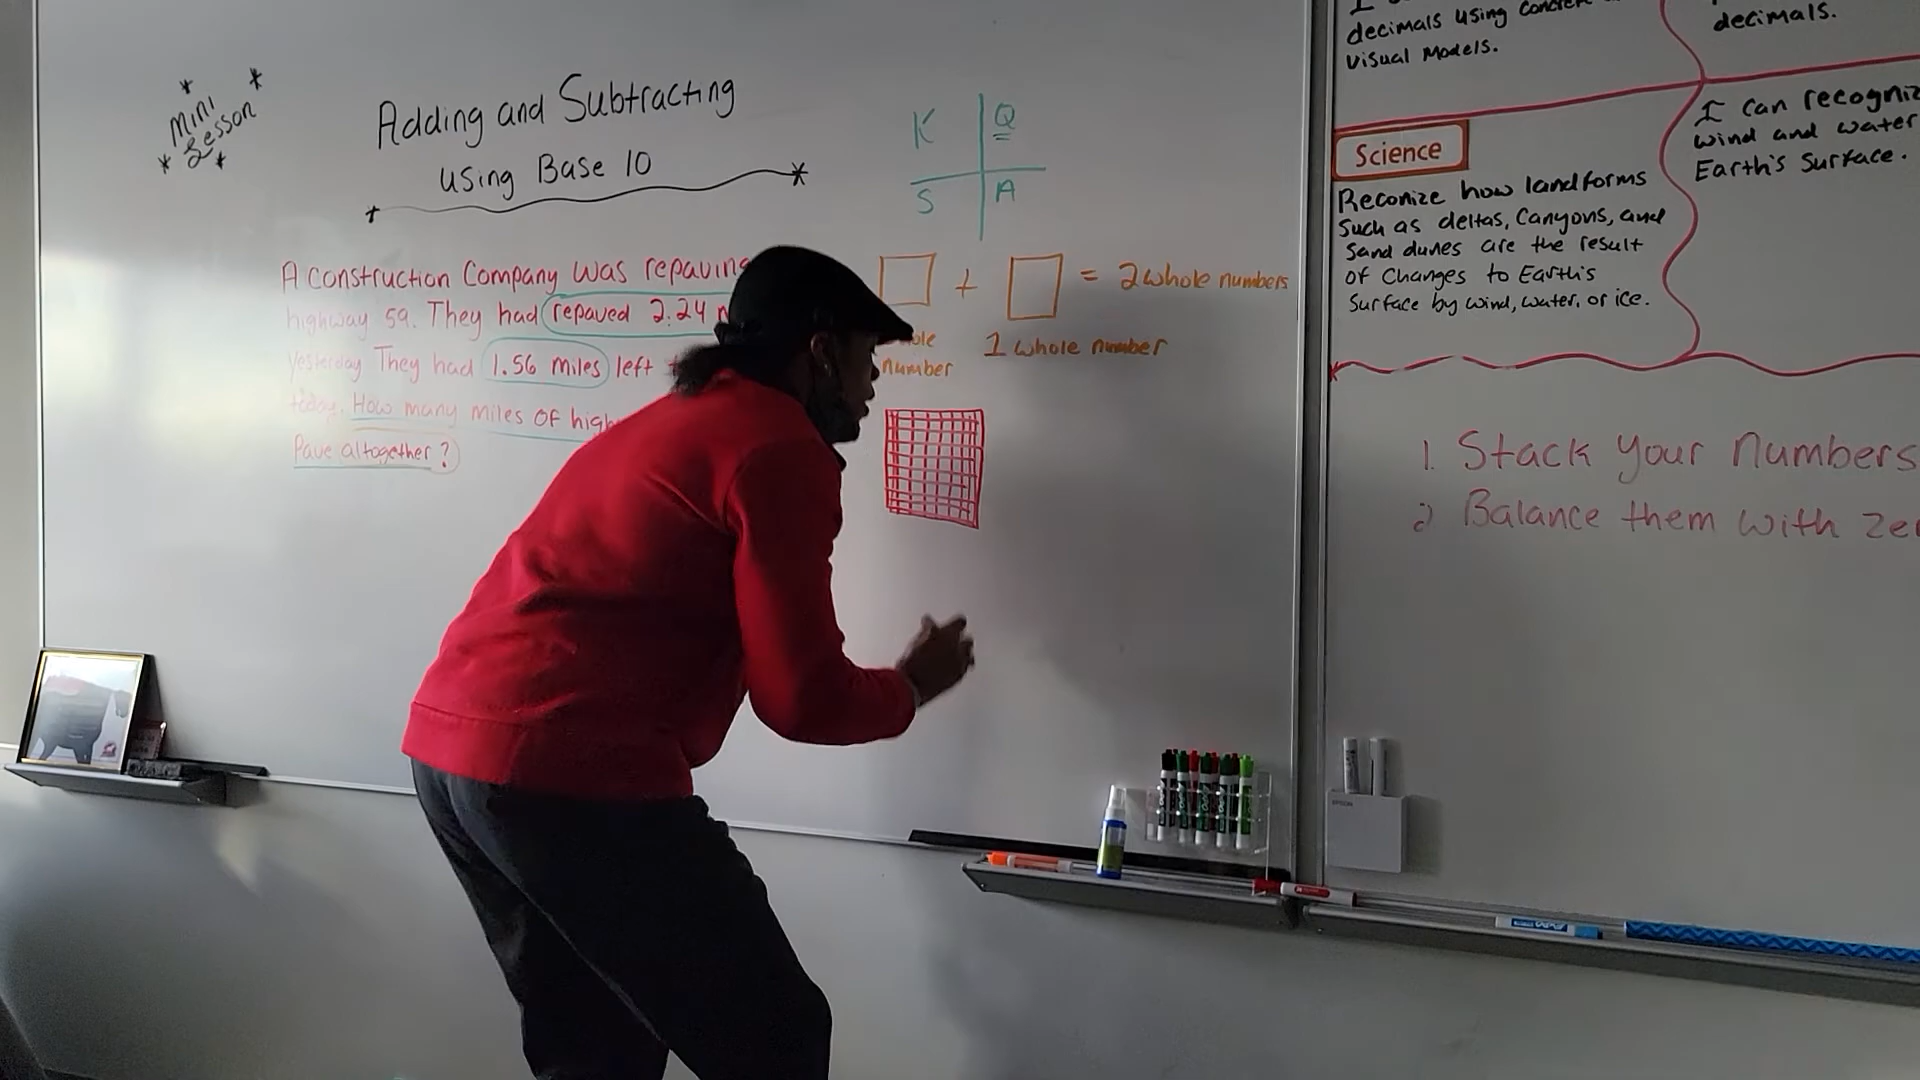 * *
Mini
Lesson
* *
Adding and Subtracting
using Base 10
K Q
S A
A Construction Company was repaving
highway 59. They had repaved 2.24
yesterday They had 1.56 miles left
today. How many miles of high
Pave altogether?
+ = 2 whole numbers
number
1 whole number
decimals using
visual models.
decimals.
Science
Reconize how landforms
such as deltas, Canyons, and
Sand dunes are the result
of Changes to Earth's
Surface by wind, water, or ice.
I can
wind and water
Earth's Surface.
1. Stack your numbers
2 Balance them with
EPSON